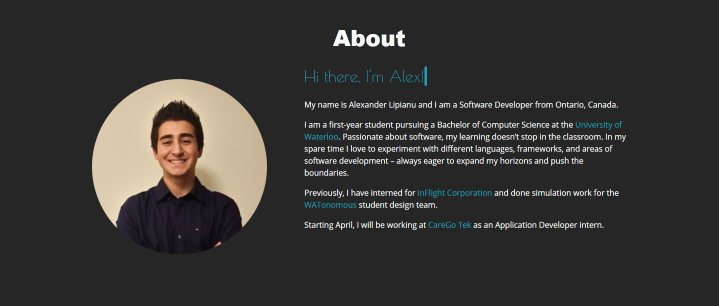 About
Hi there, I'm Alex!
My name is Alexander Lipianu and I am a Software Developer from Ontario, Canada.
I am a first-year student pursuing a Bachelor of Computer Science at the University of
Waterloo. Passionate about software, my learning doesn't stop in the classroom. In my
spare time I love to experiment with different languages, frameworks, and areas of
software development – always eager to expand my horizons and push the
boundaries.
Previously, I have interned for InFlight Corporation and done simulation work for the
WATonomous student design team.
Starting April, I will be working at CareGo Tek as an Application Developer intern.